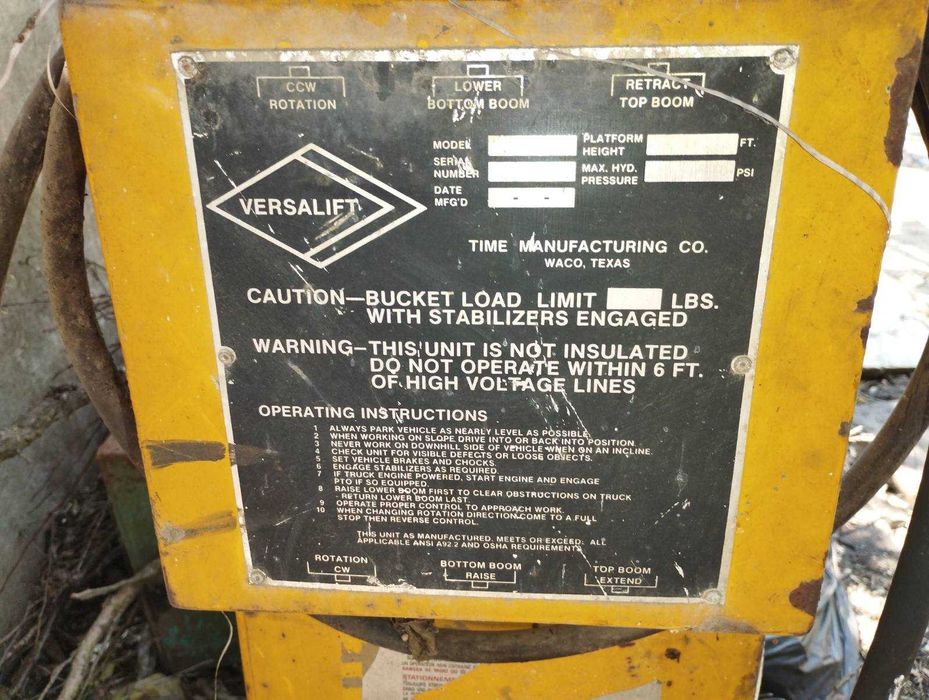 CCW
ROTATION
LOWER
BOTTOM BOOM
RETRACT
TOP BOOM
MODEL
PLATFORM HEIGHT FT.
SERIAL NUMBER
MAX. HYD. PRESSURE PSI
DATE MFG'D - -
VERSALIFT
TIME MANUFACTURING CO.
WACO, TEXAS
CAUTION—BUCKET LOAD LIMIT LBS.
WITH STABILIZERS ENGAGED
WARNING—THIS UNIT IS NOT INSULATED
DO NOT OPERATE WITHIN 6 FT.
OF HIGH VOLTAGE LINES
OPERATING INSTRUCTIONS
1 ALWAYS PARK VEHICLE AS NEARLY LEVEL AS POSSIBLE.
2 WHEN WORKING ON SLOPE DRIVE INTO OR BACK INTO POSITION.
3 NEVER WORK ON DOWNHILL SIDE OF VEHICLE WHEN ON AN INCLINE.
4 CHECK UNIT FOR VISIBLE DEFECTS OR LOOSE OBJECTS.
5 SET VEHICLE BRAKES AND CHOCKS.
6 ENGAGE STABILIZERS AS REQUIRED.
7 IF TRUCK ENGINE POWERED, START ENGINE AND ENGAGE
PTO IF SO EQUIPPED.
8 RAISE LOWER BOOM FIRST TO CLEAR OBSTRUCTIONS ON TRUCK
- RETURN LOWER BOOM LAST.
9 OPERATE PROPER CONTROL TO APPROACH WORK.
10 WHEN CHANGING ROTATION DIRECTION COME TO A FULL
STOP THEN REVERSE CONTROL.
THIS UNIT AS MANUFACTURED. MEETS OR EXCEED: ALL
APPLICABLE ANSI A92.2 AND OSHA REQUIREMENTS
ROTATION
CW
BOTTOM BOOM
RAISE
TOP BOOM
EXTEND
STATIONNEM